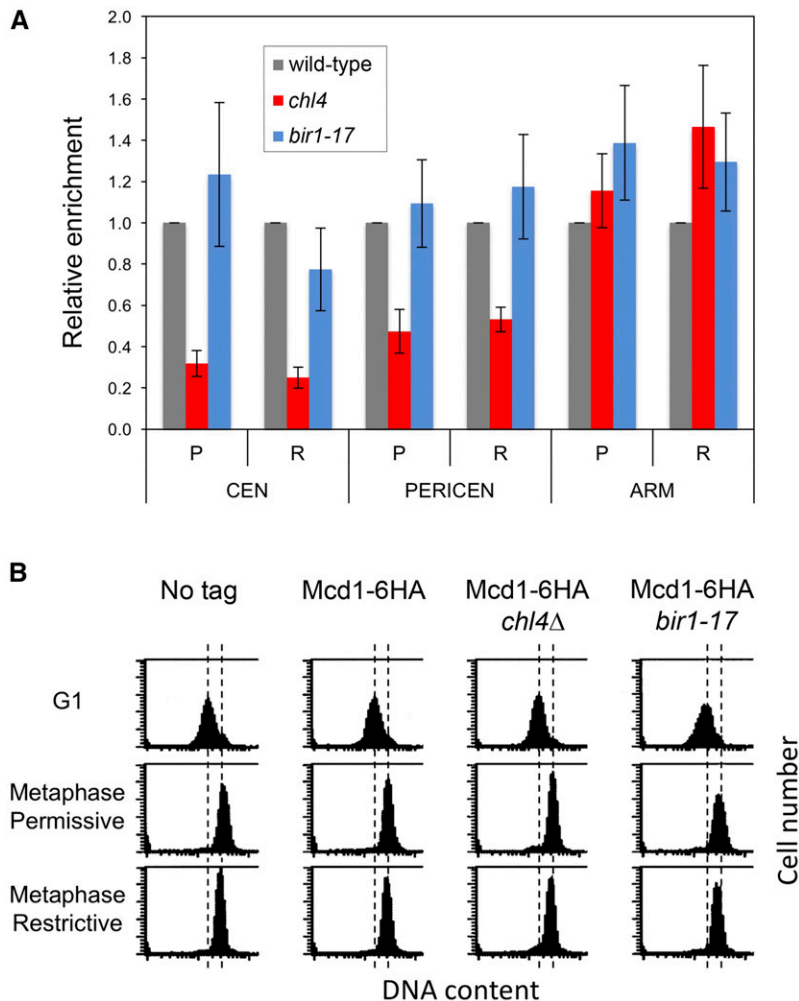 A
2.0
1.8
1.6
1.4
1.2
1.0
0.8
0.6
0.4
0.2
0.0
Relative enrichment
wild-type
chl4
bir1-17
P R P R P R
CEN PERICEN ARM
B
No tag Mcd1-6HA Mcd1-6HA Mcd1-6HA
chl4Δ bir1-17
G1
Metaphase
Permissive
Metaphase
Restrictive
Cell number
DNA content